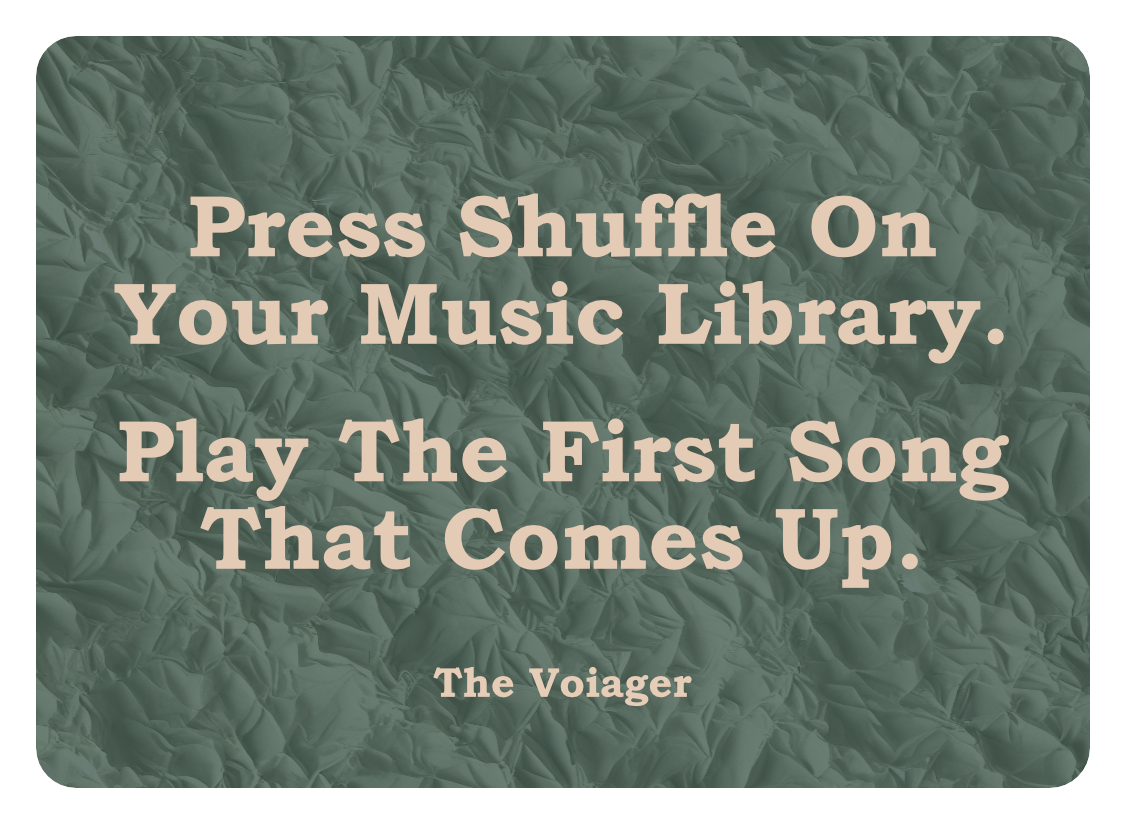 Press Shuffle On
Your Music Library.
Play The First Song
That Comes Up.
The Voiager